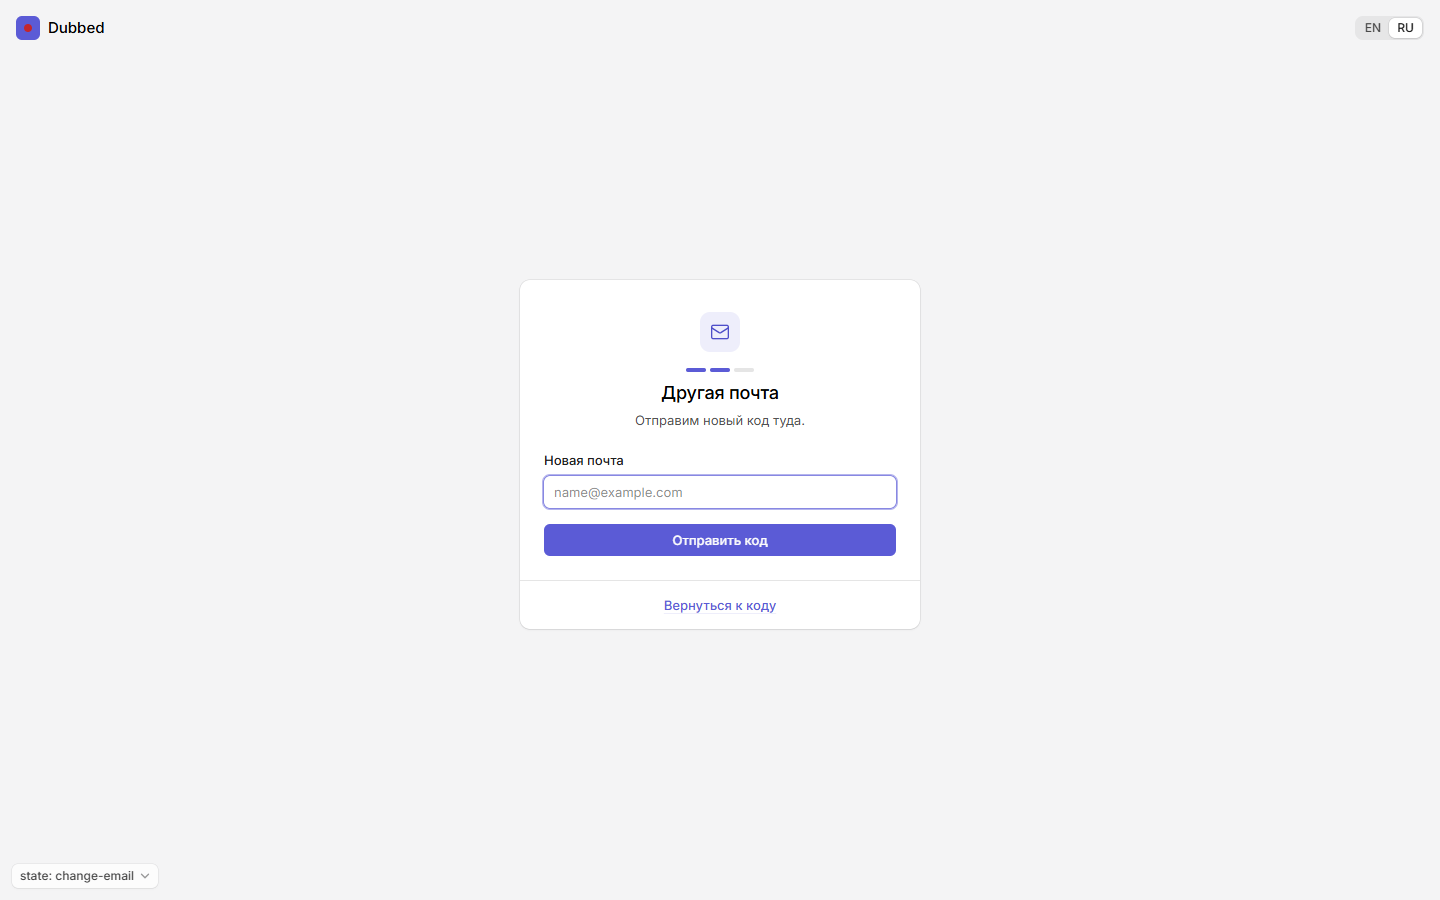 Dubbed
EN RU
Другая почта
Отправим новый код туда.
Новая почта
name@example.com
Отправить код
Вернуться к коду
state: change-email